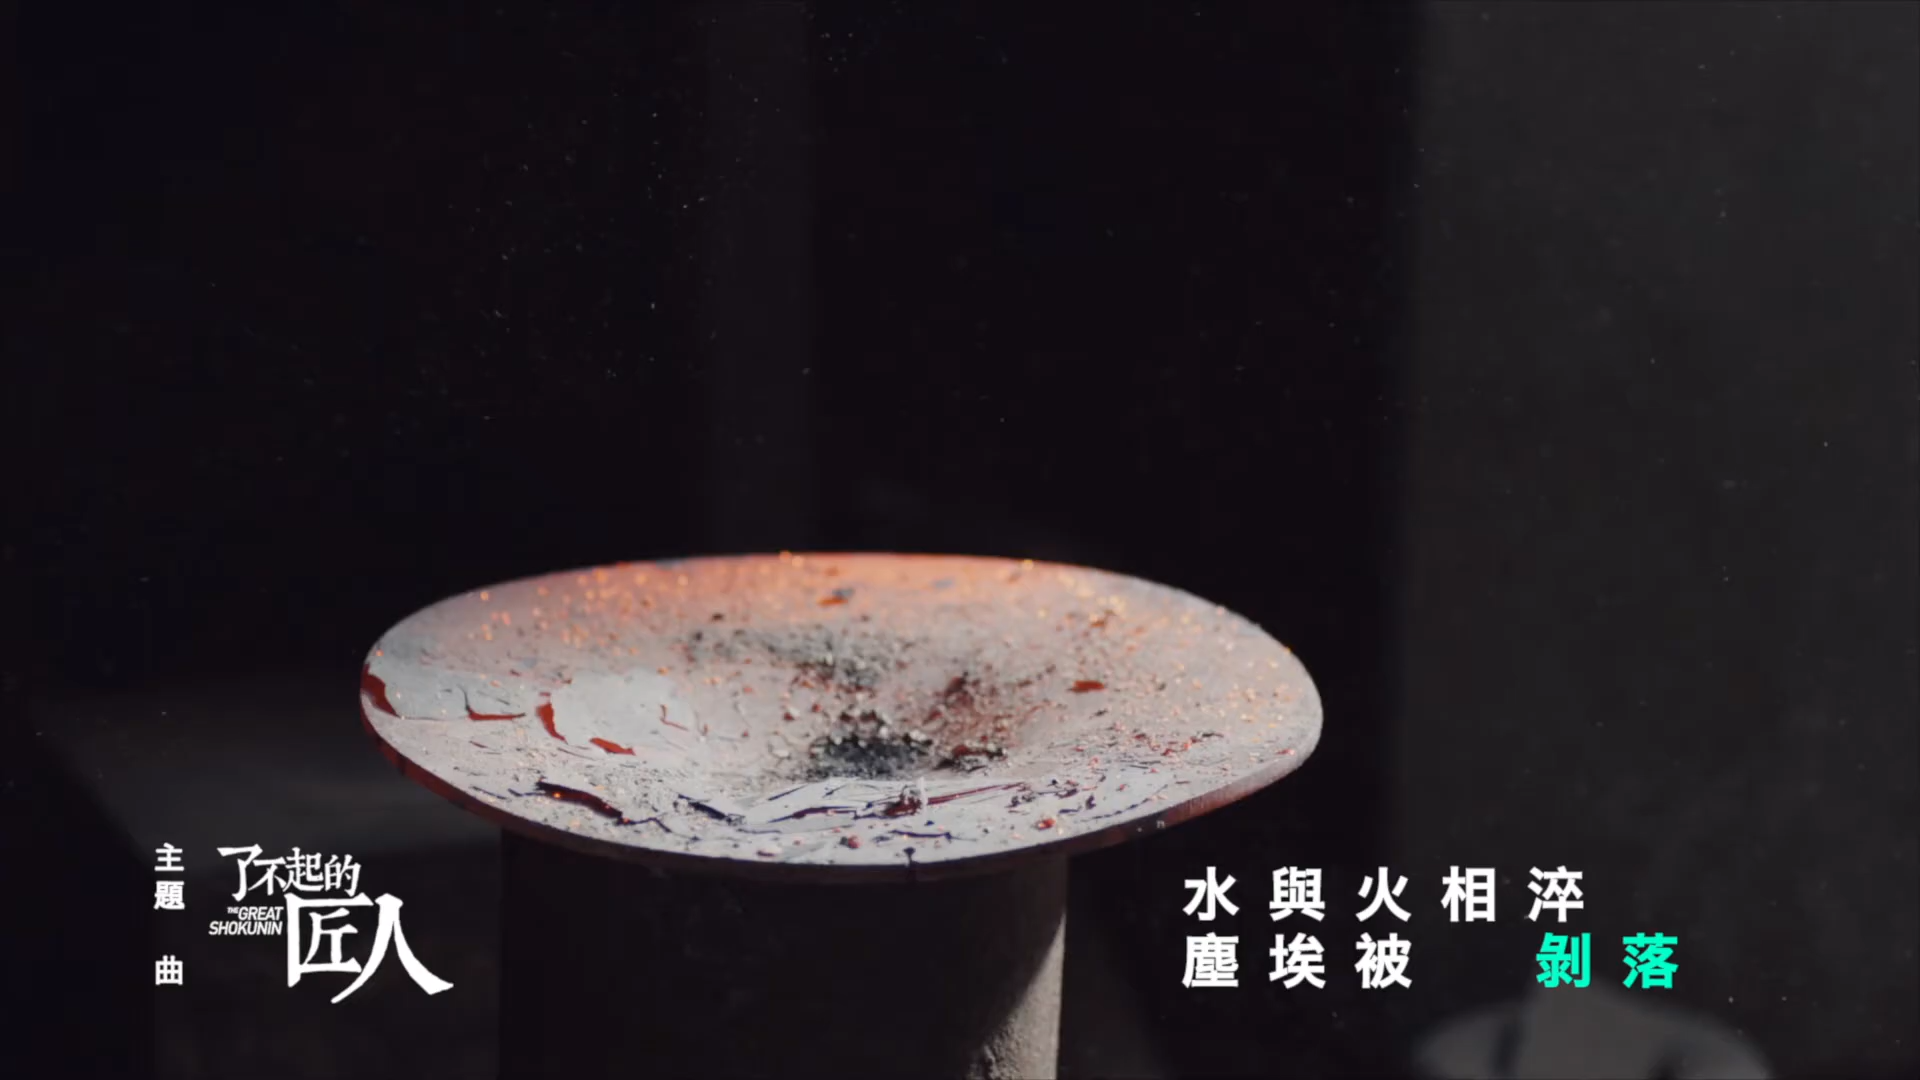 主題曲
了不起的
匠人
THE GREAT
SHOKUNIN
水與火相淬
塵埃被 剝落